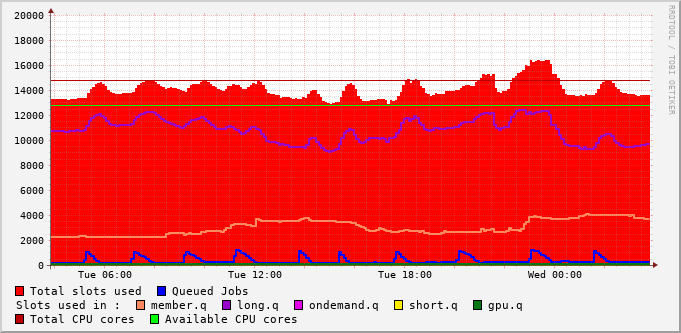 20000
18000
16000
14000
12000
10000
8000
6000
4000
2000
0
Tue 06:00 Tue 12:00 Tue 18:00 Wed 00:00
RRDTOOL / TOBI OETIKER
Total slots used Queued Jobs
Slots used in : member.q long.q ondemand.q short.q gpu.q
Total CPU cores Available CPU cores